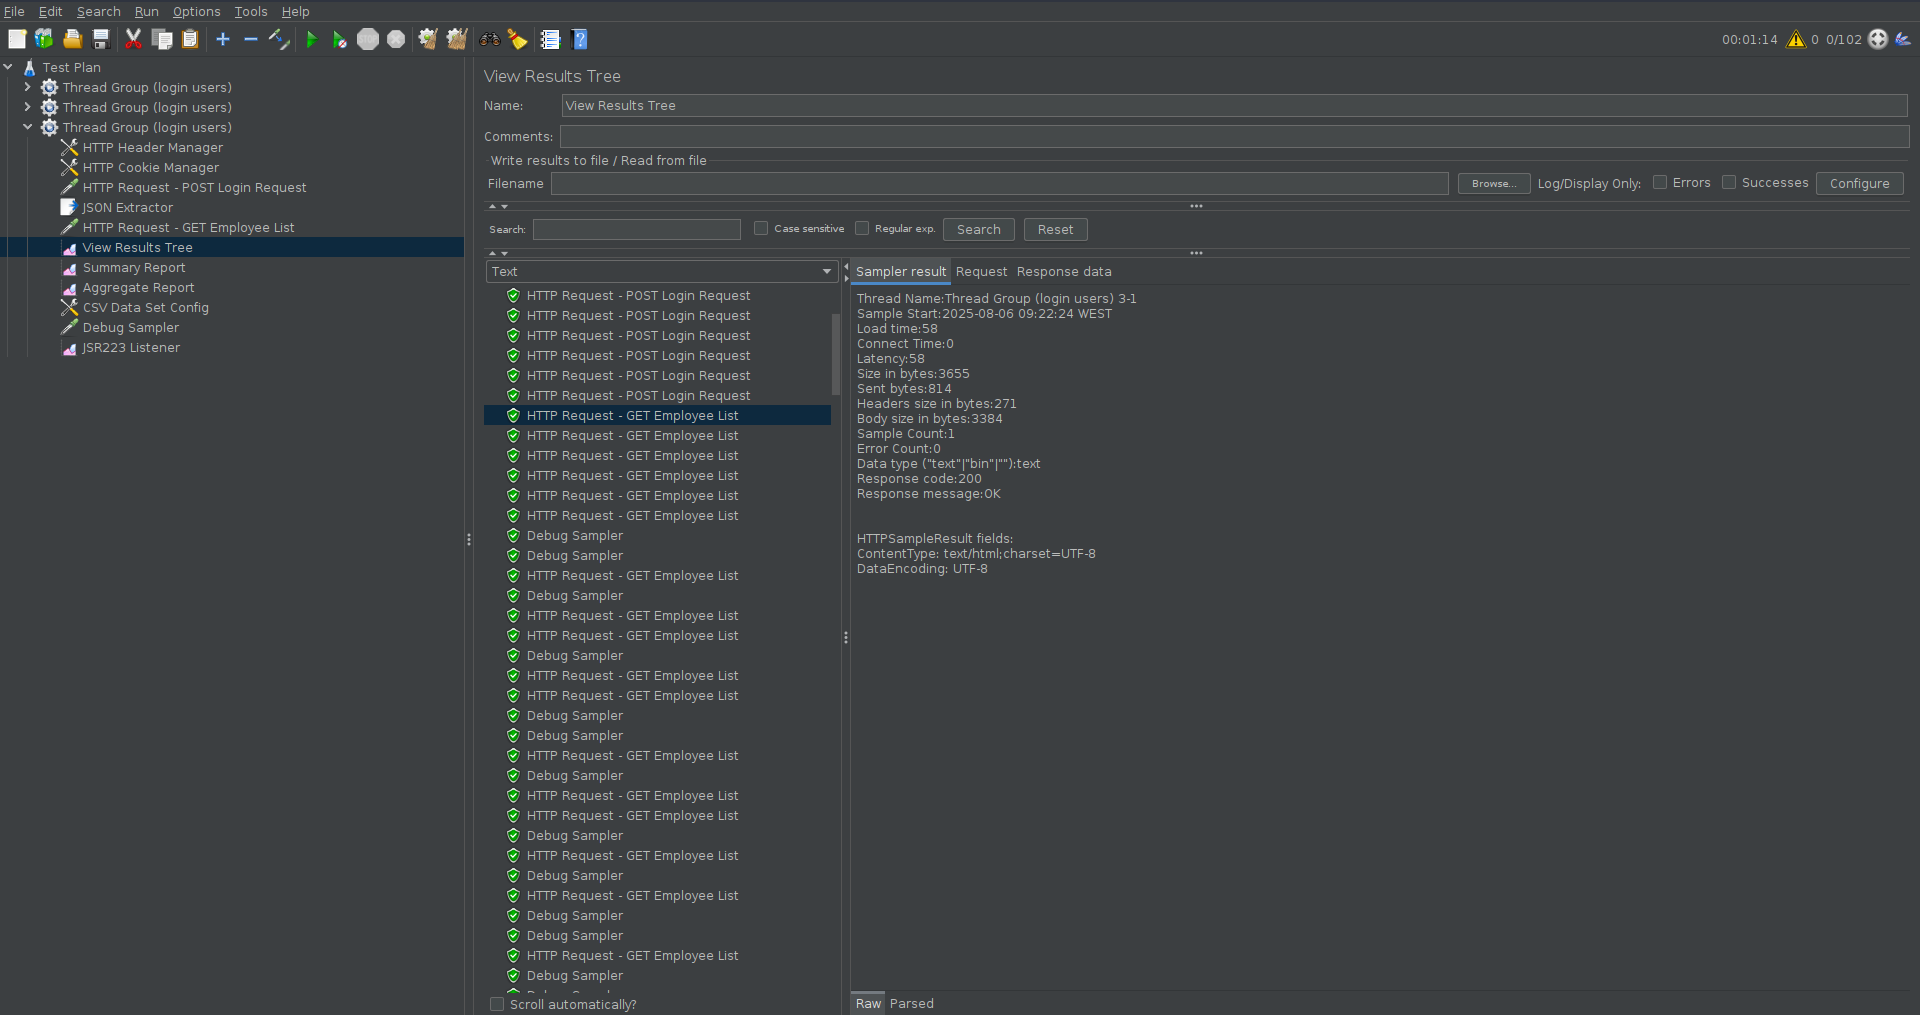 File Edit Search Run Options Tools Help
00:01:14 0 0/102
Test Plan
Thread Group (login users)
Thread Group (login users)
Thread Group (login users)
HTTP Header Manager
HTTP Cookie Manager
HTTP Request - POST Login Request
JSON Extractor
HTTP Request - GET Employee List
View Results Tree
Summary Report
Aggregate Report
CSV Data Set Config
Debug Sampler
JSR223 Listener
View Results Tree
Name: View Results Tree
Comments:
Write results to file / Read from file
Filename Browse... Log/Display Only: Errors Successes Configure
Search: Case sensitive Regular exp. Search Reset
Text
HTTP Request - POST Login Request
HTTP Request - POST Login Request
HTTP Request - POST Login Request
HTTP Request - POST Login Request
HTTP Request - POST Login Request
HTTP Request - POST Login Request
HTTP Request - GET Employee List
HTTP Request - GET Employee List
HTTP Request - GET Employee List
HTTP Request - GET Employee List
HTTP Request - GET Employee List
HTTP Request - GET Employee List
Debug Sampler
Debug Sampler
HTTP Request - GET Employee List
Debug Sampler
HTTP Request - GET Employee List
HTTP Request - GET Employee List
Debug Sampler
HTTP Request - GET Employee List
HTTP Request - GET Employee List
Debug Sampler
Debug Sampler
HTTP Request - GET Employee List
Debug Sampler
HTTP Request - GET Employee List
HTTP Request - GET Employee List
Debug Sampler
HTTP Request - GET Employee List
Debug Sampler
HTTP Request - GET Employee List
Debug Sampler
Debug Sampler
HTTP Request - GET Employee List
Debug Sampler
Scroll automatically?
Sampler result Request Response data
Thread Name:Thread Group (login users) 3-1
Sample Start:2025-08-06 09:22:24 WEST
Load time:58
Connect Time:0
Latency:58
Size in bytes:3655
Sent bytes:814
Headers size in bytes:271
Body size in bytes:3384
Sample Count:1
Error Count:0
Data type ("text"|"bin"|""):text
Response code:200
Response message:OK
HTTPSampleResult fields:
ContentType: text/html;charset=UTF-8
DataEncoding: UTF-8
Raw Parsed